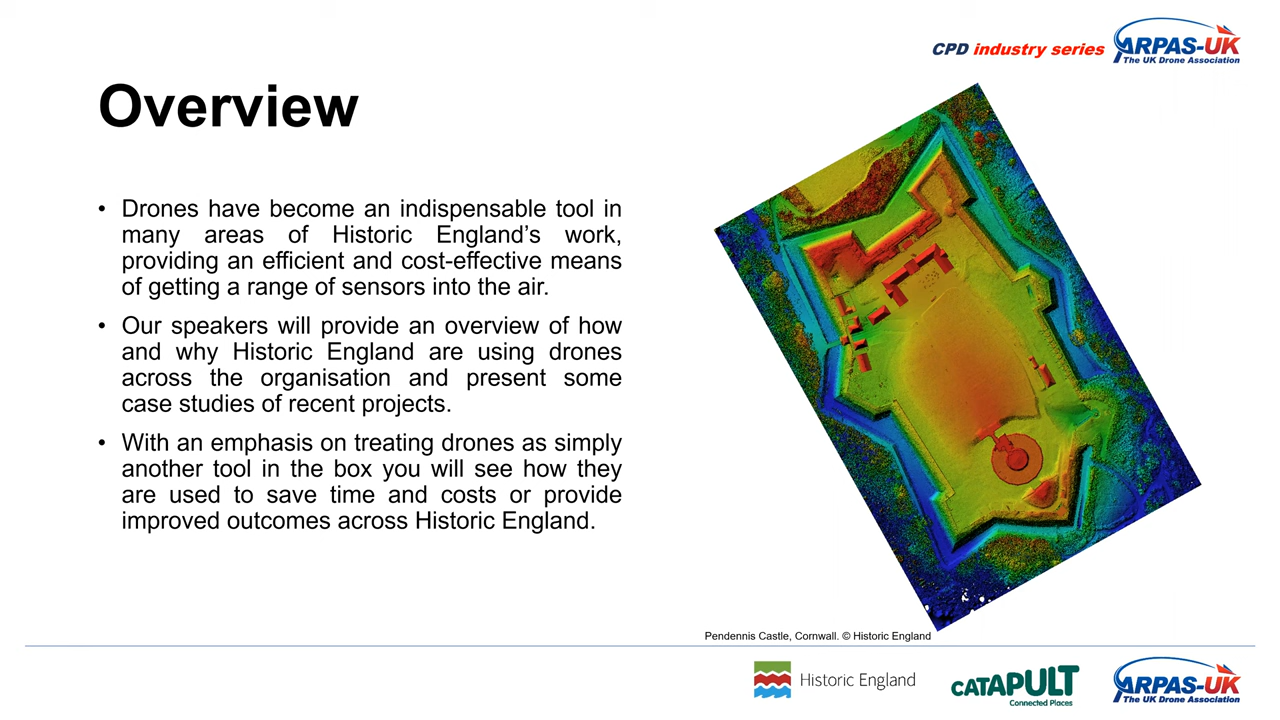 CPD industry series
ARPAS-UK
The UK Drone Association
Overview
• Drones have become an indispensable tool in
many areas of Historic England’s work,
providing an efficient and cost-effective means
of getting a range of sensors into the air.
• Our speakers will provide an overview of how
and why Historic England are using drones
across the organisation and present some
case studies of recent projects.
• With an emphasis on treating drones as simply
another tool in the box you will see how they
are used to save time and costs or provide
improved outcomes across Historic England.
Pendennis Castle, Cornwall. © Historic England
Historic England
CATAPULT
Connected Places
ARPAS-UK
The UK Drone Association